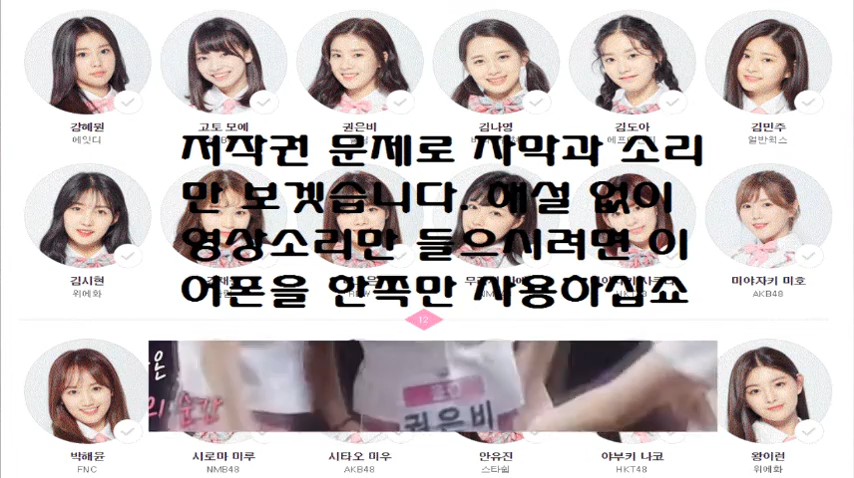 강혜원 고토 모에 권은비 김나영 김도아 김민주
에잇디 얼반웍스
저작권 문제로 자막과 소리
만 보겠습니다. 해설 없이
영상소리만 들으시려면 이
어폰을 한쪽만 사용하십쇼
김시현 미야자키 미호
위에화 AKB48
12
권은비
박해윤 시로마 미루 시타오 미우 안유진 야부키 나코 왕이런
FNC NMB48 AKB48 스타쉽 HKT48 위에화